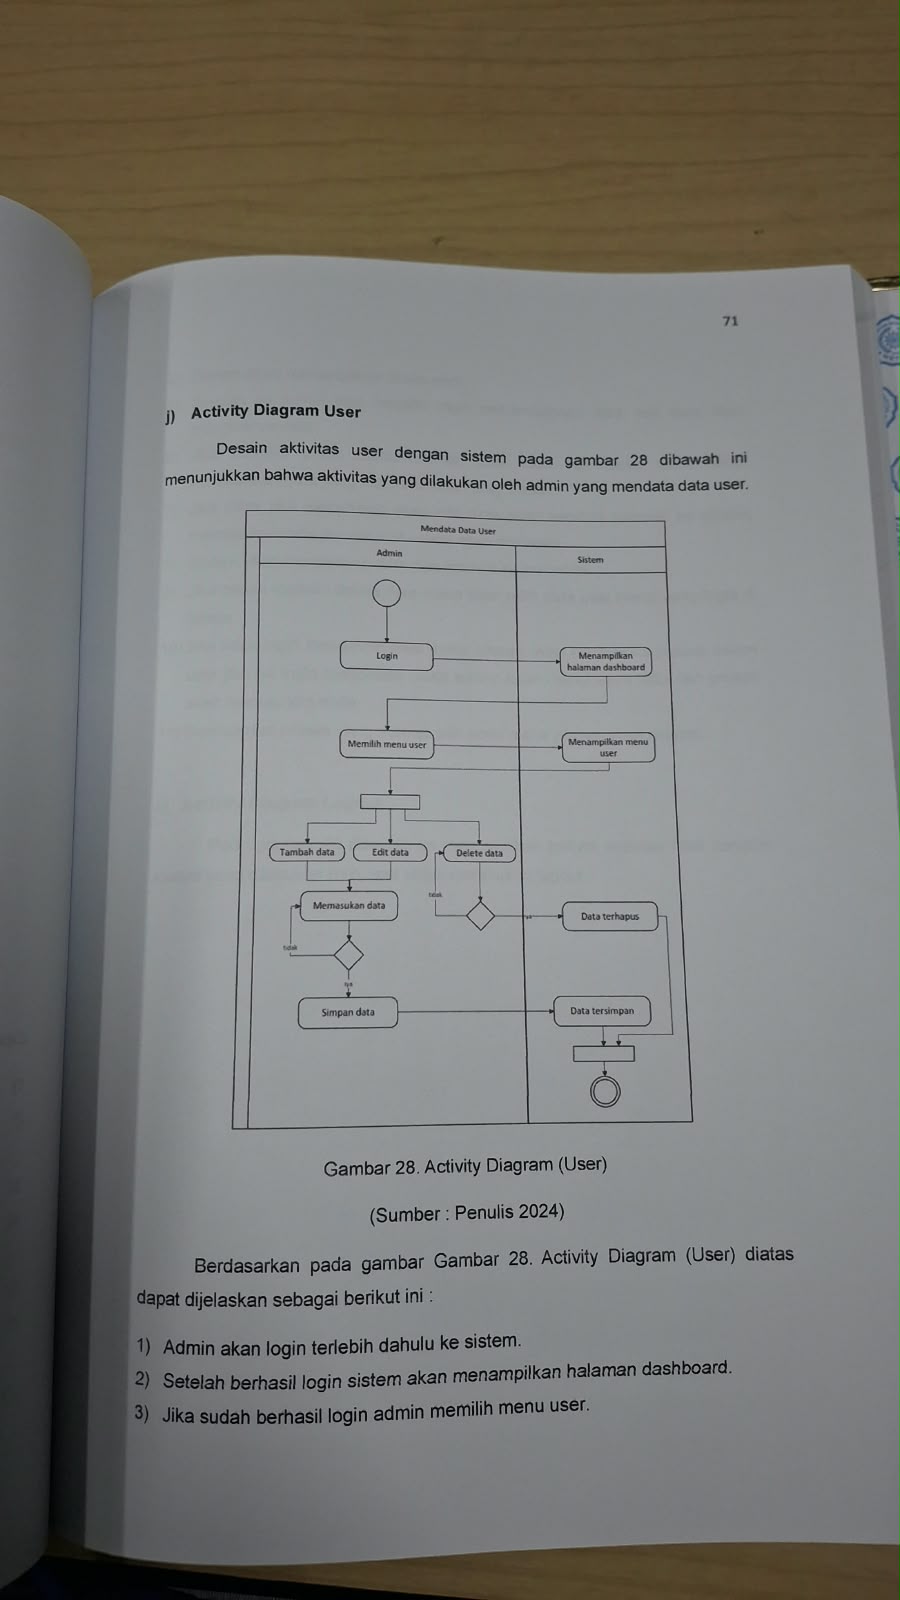 71
j) Activity Diagram User
Desain aktivitas user dengan sistem pada gambar 28 dibawah ini
menunjukkan bahwa aktivitas yang dilakukan oleh admin yang mendata data user.
Mendata Data User
Admin
Sistem
Login
Menampilkan
halaman dashboard
Memilih menu user
Menampilkan menu
user
Tambah data
Edit data
Delete data
tidak
Memasukan data
ya
Data terhapus
tidak
iya
Simpan data
Data tersimpan
Gambar 28. Activity Diagram (User)
(Sumber : Penulis 2024)
Berdasarkan pada gambar Gambar 28. Activity Diagram (User) diatas
dapat dijelaskan sebagai berikut ini :
1) Admin akan login terlebih dahulu ke sistem.
2) Setelah berhasil login sistem akan menampilkan halaman dashboard.
3) Jika sudah berhasil login admin memilih menu user.